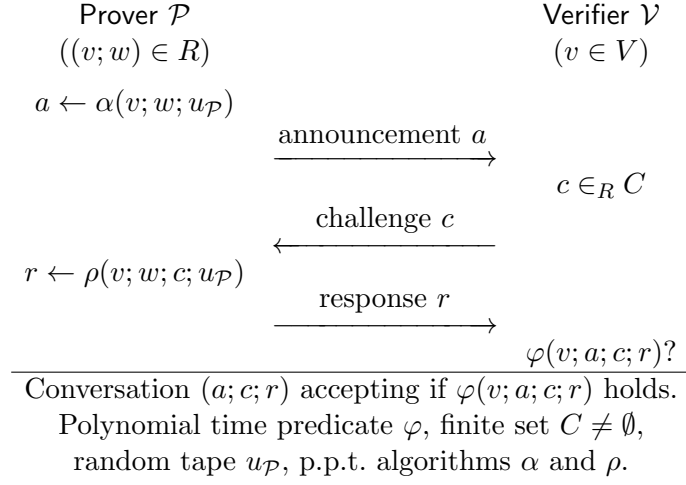 Prover 𝒫 Verifier 𝒱
((v; w) ∈ R) (v ∈ V)
a ← α(v; w; u_𝒫)
announcement a
c ∈_R C
challenge c
r ← ρ(v; w; c; u_𝒫)
response r
φ(v; a; c; r)?
Conversation (a; c; r) accepting if φ(v; a; c; r) holds.
Polynomial time predicate φ, finite set C ≠ ∅,
random tape u_𝒫, p.p.t. algorithms α and ρ.